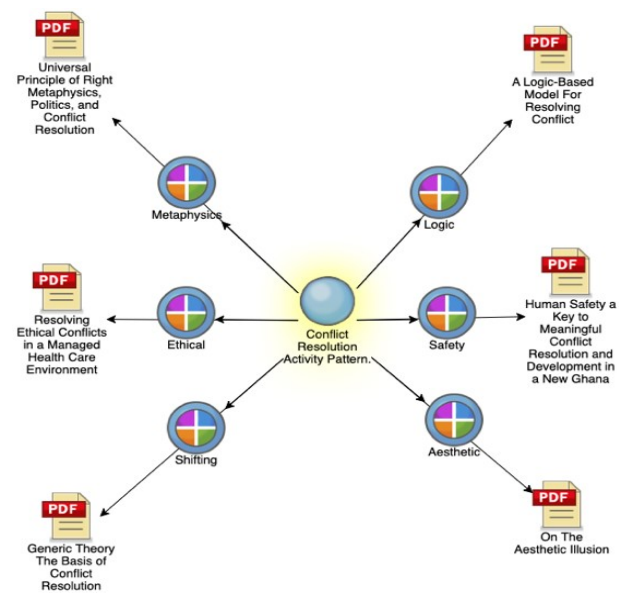 PDF
Universal
Principle of Right
Metaphysics,
Politics, and
Conflict
Resolution
PDF
A Logic-Based
Model For
Resolving
Conflict
Metaphysics
Logic
PDF
Resolving
Ethical Conflicts
in a Managed
Health Care
Environment
Ethical
Conflict
Resolution
Activity Pattern.
Safety
PDF
Human Safety a
Key to
Meaningful
Conflict
Resolution and
Development in
a New Ghana
Shifting
Aesthetic
PDF
Generic Theory
The Basis of
Conflict
Resolution
PDF
On The
Aesthetic Illusion